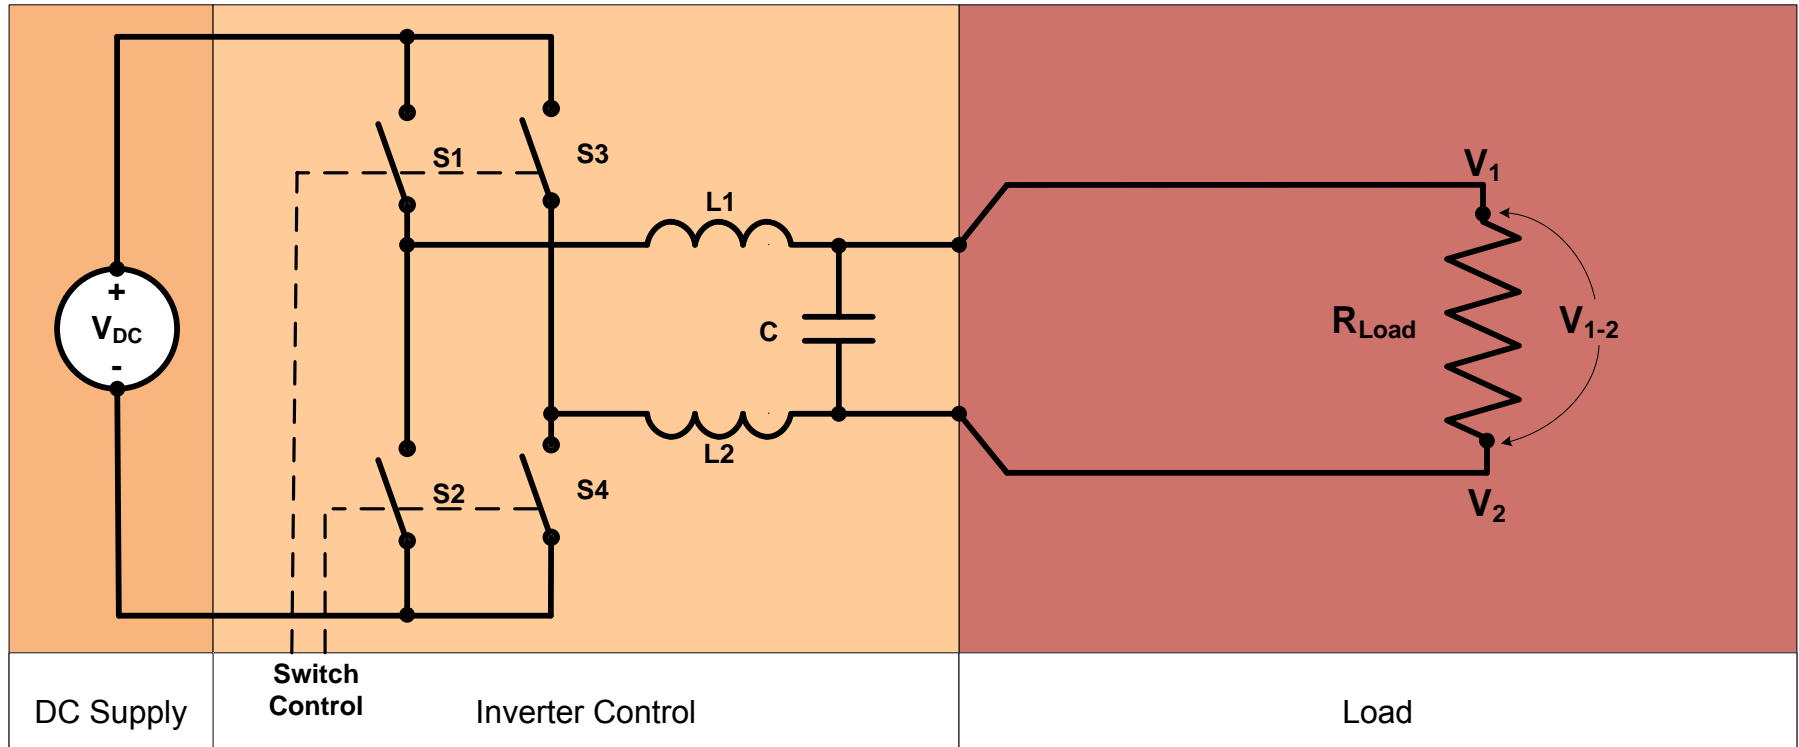 S1
S3
L1
V1
+
VDC
-
C
RLoad
V1-2
L2
S2
S4
V2
Switch
Control
DC Supply
Inverter Control
Load